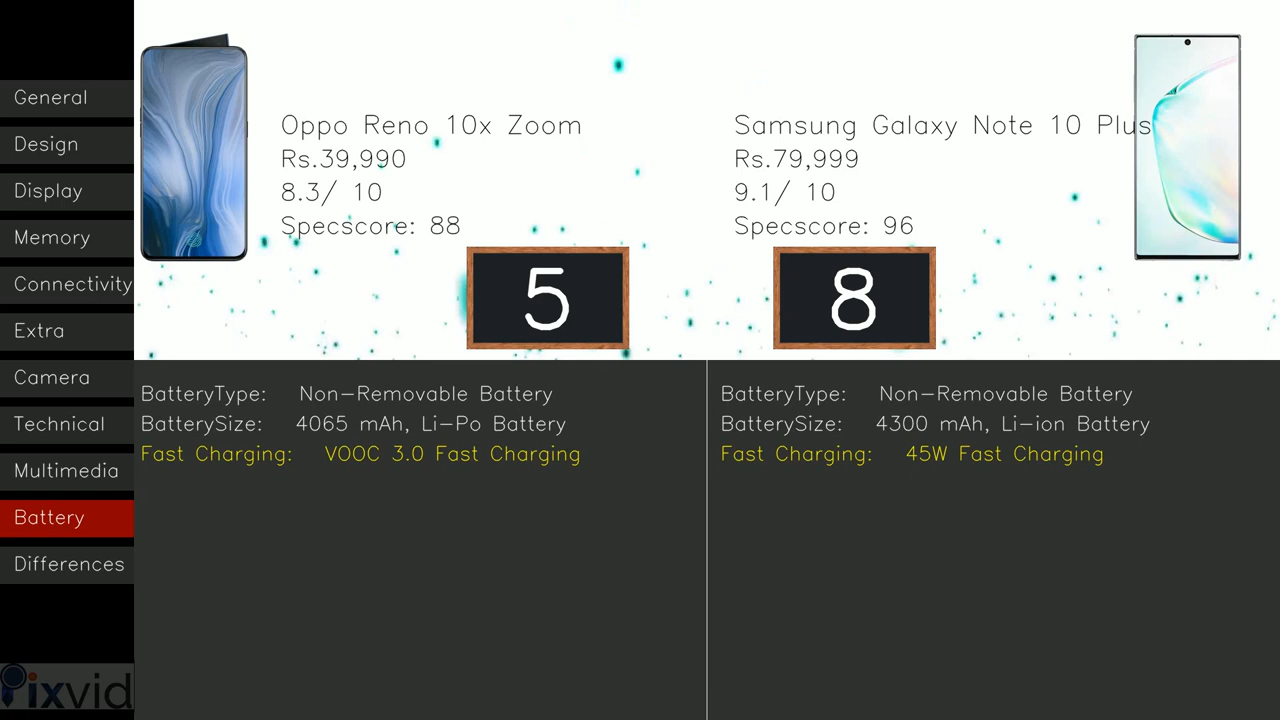 General
Design
Display
Memory
Connectivity
Extra
Camera
Technical
Multimedia
Battery
Differences
Pixvid
Oppo Reno 10x Zoom
Rs.39,990
8.3/ 10
Specscore: 88
5
Samsung Galaxy Note 10 Plus
Rs.79,999
9.1/ 10
Specscore: 96
8
BatteryType: Non-Removable Battery
BatterySize: 4065 mAh, Li-Po Battery
Fast Charging: VOOC 3.0 Fast Charging
BatteryType: Non-Removable Battery
BatterySize: 4300 mAh, Li-ion Battery
Fast Charging: 45W Fast Charging